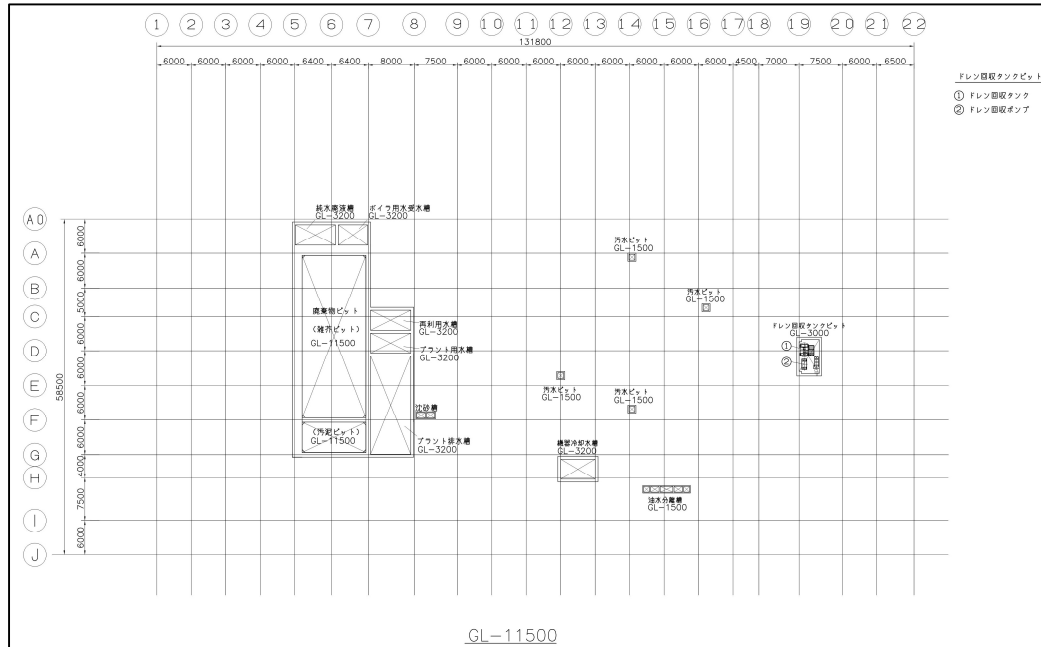 1 2 3 4 5 6 7 8 9 10 11 12 13 14 15 16 17 18 19 20 21 22
131800
6000 6000 6000 6000 6400 6400 8000 7500 6000 6000 6000 6000 6000 6000 6000 6000 4500 7000 7500 6000 6500
ドレン回収タンクピット
① ドレン回収タンク
② ドレン回収ポンプ
A0
A
B
C
D
E
F
G
H
I
J
58500
6000
6000
5000
6000
6000
6000
6000
4000
7500
6000
純水廃液槽
GL-3200
ボイラ用水受水槽
GL-3200
汚水ピット
GL-1500
汚水ピット
GL-1500
廃棄物ピット
(雑芥ピット)
GL-11500
再利用水槽
GL-3200
プラント用水槽
GL-3200
ドレン回収タンクピット
GL-3000
①
②
汚水ピット
GL-1500
汚水ピット
GL-1500
沈砂槽
(汚泥ピット)
GL-11500
プラント排水槽
GL-3200
機器冷却水槽
GL-3200
油水分離槽
GL-1500
GL-11500